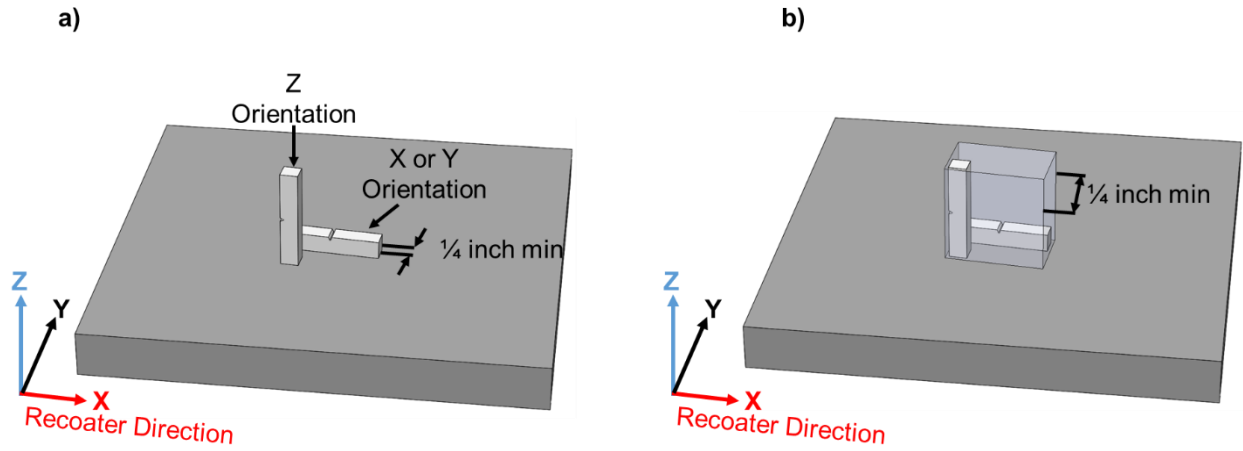 a)
Z
Orientation
X or Y
Orientation
¼ inch min
Z
Y
X
Recoater Direction
b)
¼ inch min
Z
Y
X
Recoater Direction